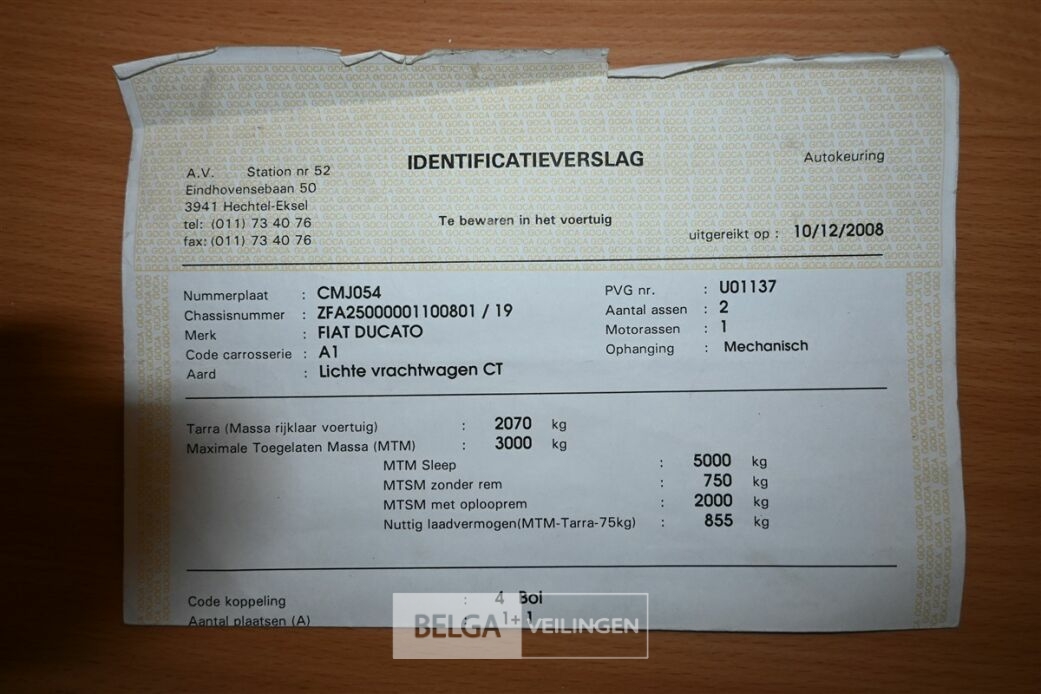 IDENTIFICATIEVERSLAG
Autokeuring
A.V. Station nr 52
Eindhovensebaan 50
3941 Hechtel-Eksel
tel: (011) 73 40 76
fax: (011) 73 40 76
Te bewaren in het voertuig
uitgereikt op : 10/12/2008
Nummerplaat : CMJ054
Chassisnummer : ZFA25000001100801 / 19
Merk : FIAT DUCATO
Code carrosserie : A1
Aard : Lichte vrachtwagen CT
PVG nr. : U01137
Aantal assen : 2
Motorassen : 1
Ophanging : Mechanisch
Tarra (Massa rijklaar voertuig) : 2070 kg
Maximale Toegelaten Massa (MTM) : 3000 kg
MTM Sleep : 5000 kg
MTSM zonder rem : 750 kg
MTSM met oplooprem : 2000 kg
Nuttig laadvermogen(MTM-Tarra-75kg) : 855 kg
Code koppeling : 4 Boi
Aantal plaatsen (A) : 1+1
BELGA VEILINGEN